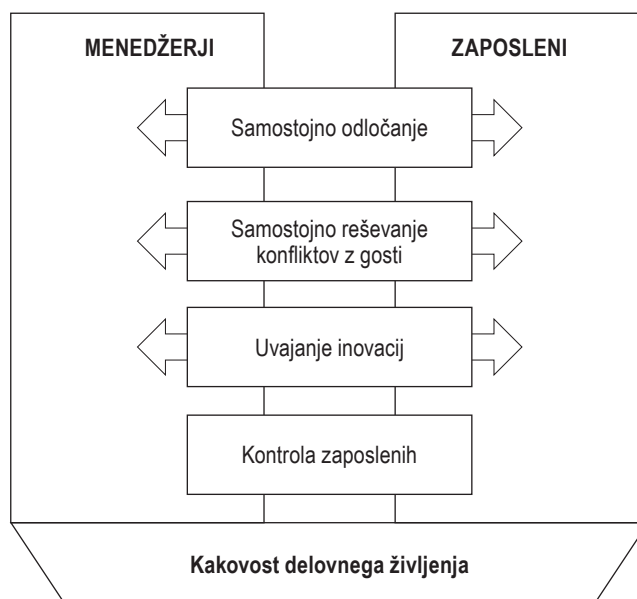 MENEDŽERJI
ZAPOSLENI
Samostojno odločanje
Samostojno reševanje
konfliktov z gosti
Uvajanje inovacij
Kontrola zaposlenih
Kakovost delovnega življenja